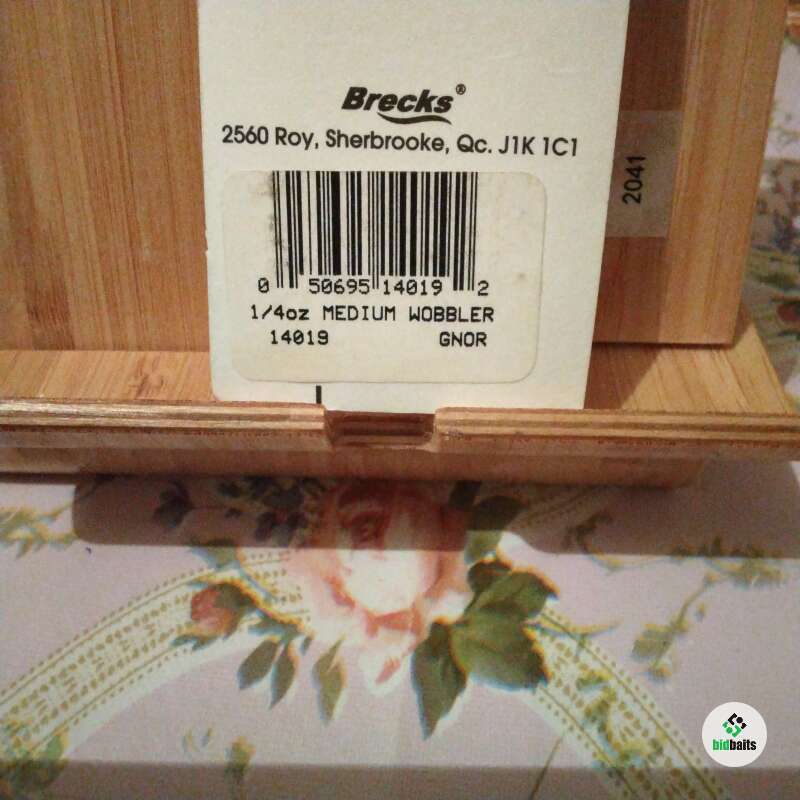 Brecks®
2560 Roy, Sherbrooke, Qc. J1K 1C1
2041
0 50695 14019 2
1/4oz MEDIUM WOBBLER
14019 GNOR
bidbaits